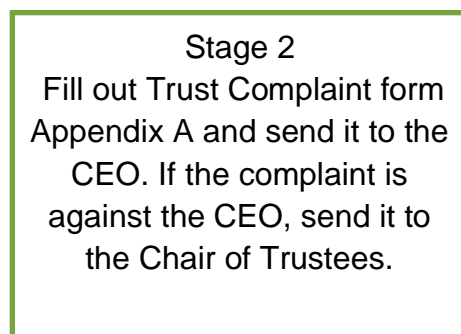 Stage 2
Fill out Trust Complaint form
Appendix A and send it to the
CEO. If the complaint is
against the CEO, send it to
the Chair of Trustees.